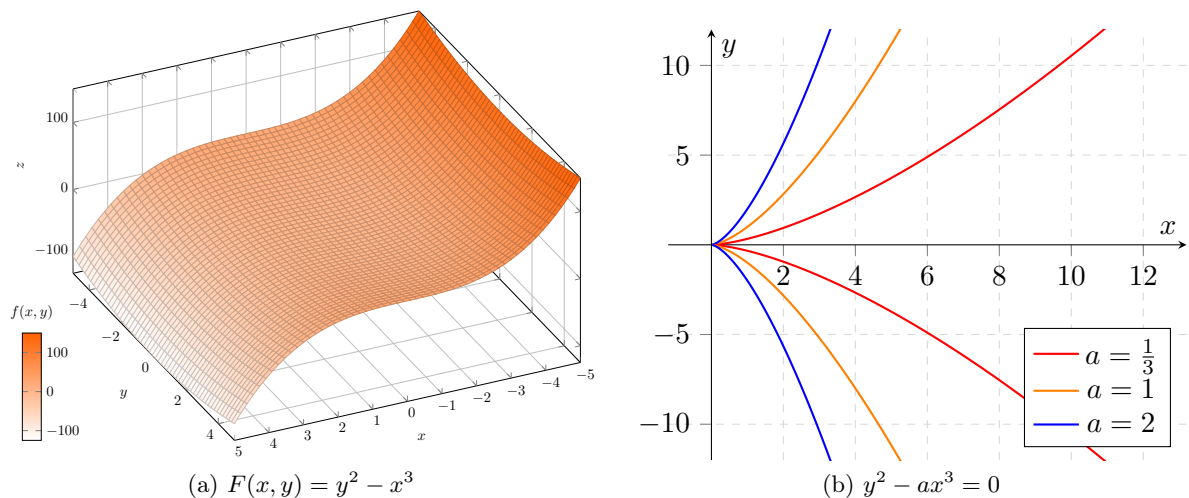 100
0
−100
z
−4
−2
0
2
4
y
5
4
3
2
1
0
−1
−2
−3
−4
−5
x
f(x, y)
100
0
−100
(a) F(x, y) = y² − x³
y
x
10
5
−5
−10
2
4
6
8
10
12
a = 1/3
a = 1
a = 2
(b) y² − ax³ = 0